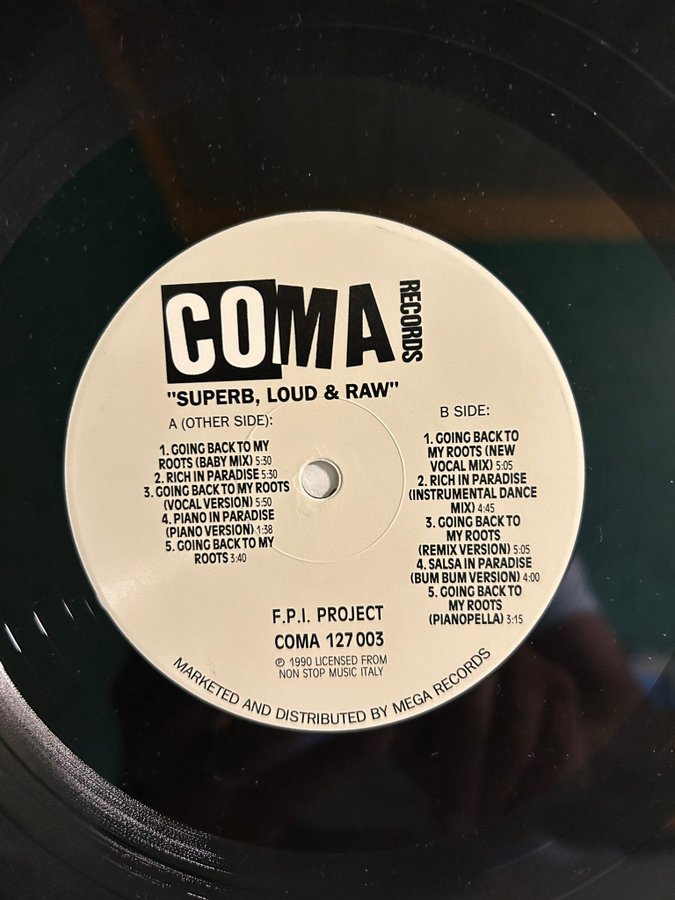 COMA RECORDS
"SUPERB, LOUD & RAW"
A (OTHER SIDE):
1. GOING BACK TO MY
ROOTS (BABY MIX) 5:30
2. RICH IN PARADISE 5:30
3. GOING BACK TO MY ROOTS
(VOCAL VERSION) 5:50
4. PIANO IN PARADISE
(PIANO VERSION) 1:38
5. GOING BACK TO MY
ROOTS 3:40
B SIDE:
1. GOING BACK TO
MY ROOTS (NEW
VOCAL MIX) 5:05
2. RICH IN PARADISE
(INSTRUMENTAL DANCE
MIX) 4:45
3. GOING BACK TO
MY ROOTS
(REMIX VERSION) 5:05
4. SALSA IN PARADISE
(BUM BUM VERSION) 4:00
5. GOING BACK TO
MY ROOTS
(PIANOPELLA) 3:15
F.P.I. PROJECT
COMA 127 003
℗ 1990 LICENSED FROM
NON STOP MUSIC ITALY
MARKETED AND DISTRIBUTED BY MEGA RECORDS